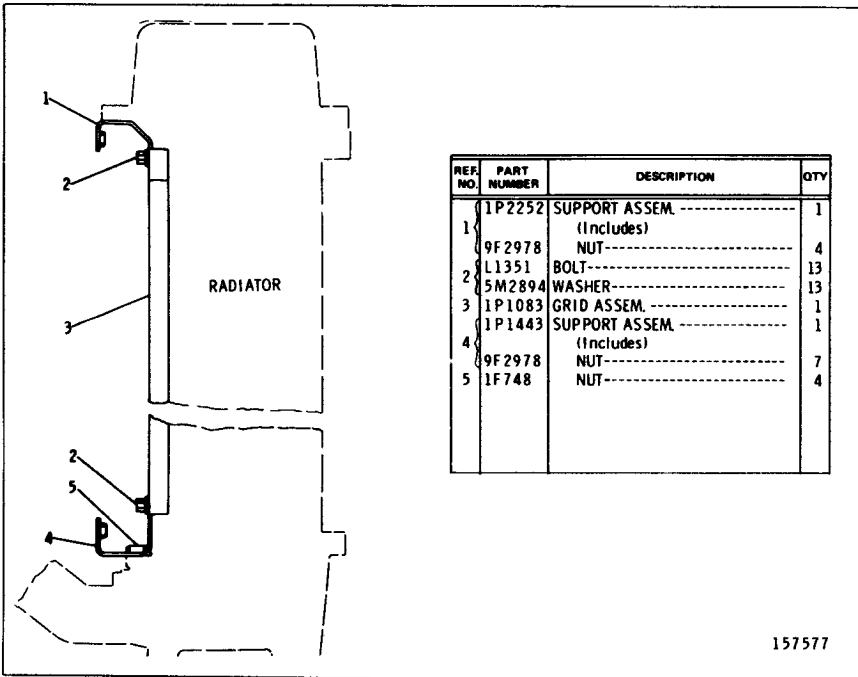 1
2
3
RADIATOR
2
5
4
REF. NO. PART NUMBER DESCRIPTION QTY
1 1P2252 SUPPORT ASSEM. ---------------- 1
(Includes)
9F2978 NUT------------------------- 4
2 L1351 BOLT---------------------------- 13
5M2894 WASHER------------------------- 13
3 1P1083 GRID ASSEM. ------------------- 1
4 1P1443 SUPPORT ASSEM. ---------------- 1
(Includes)
9F2978 NUT------------------------- 7
5 1F748 NUT------------------------- 4
157577